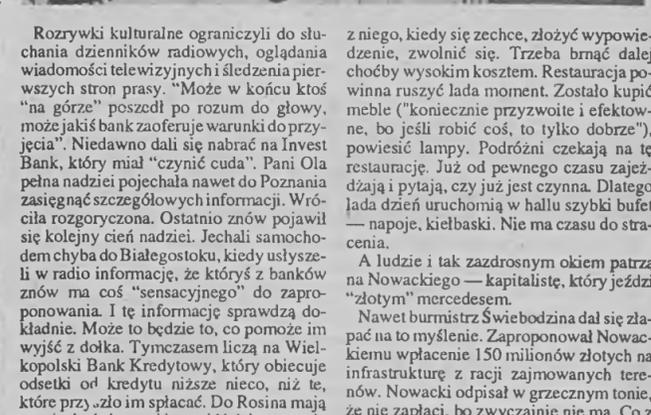 Rozrywki kulturalne ograniczyli do słu-
chania dzienników radiowych, oglądania
wiadomości telewizyjnych i śledzenia pier-
wszych stron prasy. “Może w końcu ktoś
“na górze” poszedł po rozum do głowy,
może jakiś bank zaoferuje warunki do przy-
jęcia”. Niedawno dali się nabrać na Invest
Bank, który miał “czynić cuda”. Pani Ola
pełna nadziei pojechała nawet do Poznania
zasięgnąć szczegółowych informacji. Wró-
ciła rozgoryczona. Ostatnio znów pojawił
się kolejny cień nadziei. Jechali samocho-
dem chyba do Białegostoku, kiedy usłysze-
li w radio informację, że któryś z banków
znów ma coś “sensacyjnego” do zapro-
ponowania. I tę informację sprawdzą do-
kładnie. Może to będzie to, co pomoże im
wyjść z dołka. Tymczasem liczą na Wiel-
kopolski Bank Kredytowy, który obiecuje
odsetki od kredytu niższe nieco, niż te,
które im spłacać. Do Rosina mają
z niego, kiedy się zechce, złożyć wypowie-
dzenie, zwolnić się. Trzeba brnąć dalej
choćby wysokim kosztem. Restauracja po-
winna ruszyć lada moment. Zostało kupić
meble ("koniecznie przyzwoite i efektow-
ne, bo jeśli robić coś, to tylko dobrze"),
powiesić lampy. Podróżni czekają na tę
restaurację. Już od pewnego czasu zajeż-
dżają i pytają, czy już jest czynna. Dlatego
lada dzień uruchomią w hallu szybki bufet
— napoje, kiełbaski. Nie ma czasu do stra-
cenia.
A ludzie i tak zazdrosnym okiem patrzą
na Nowackiego — kapitalistę, który jeździ
“złotym” mercedesem.
Nawet burmistrz Świebodzina dał się zła-
pać na to myślenie. Zaproponował Nowac-
kiemu wpłacenie 150 milionów złotych na
infrastrukturę z racji zajmowanych tere-
nów. Nowacki odpisał w grzecznym tonie,
że nie zapłaci, bo zwyczajnie nie ma. Co z